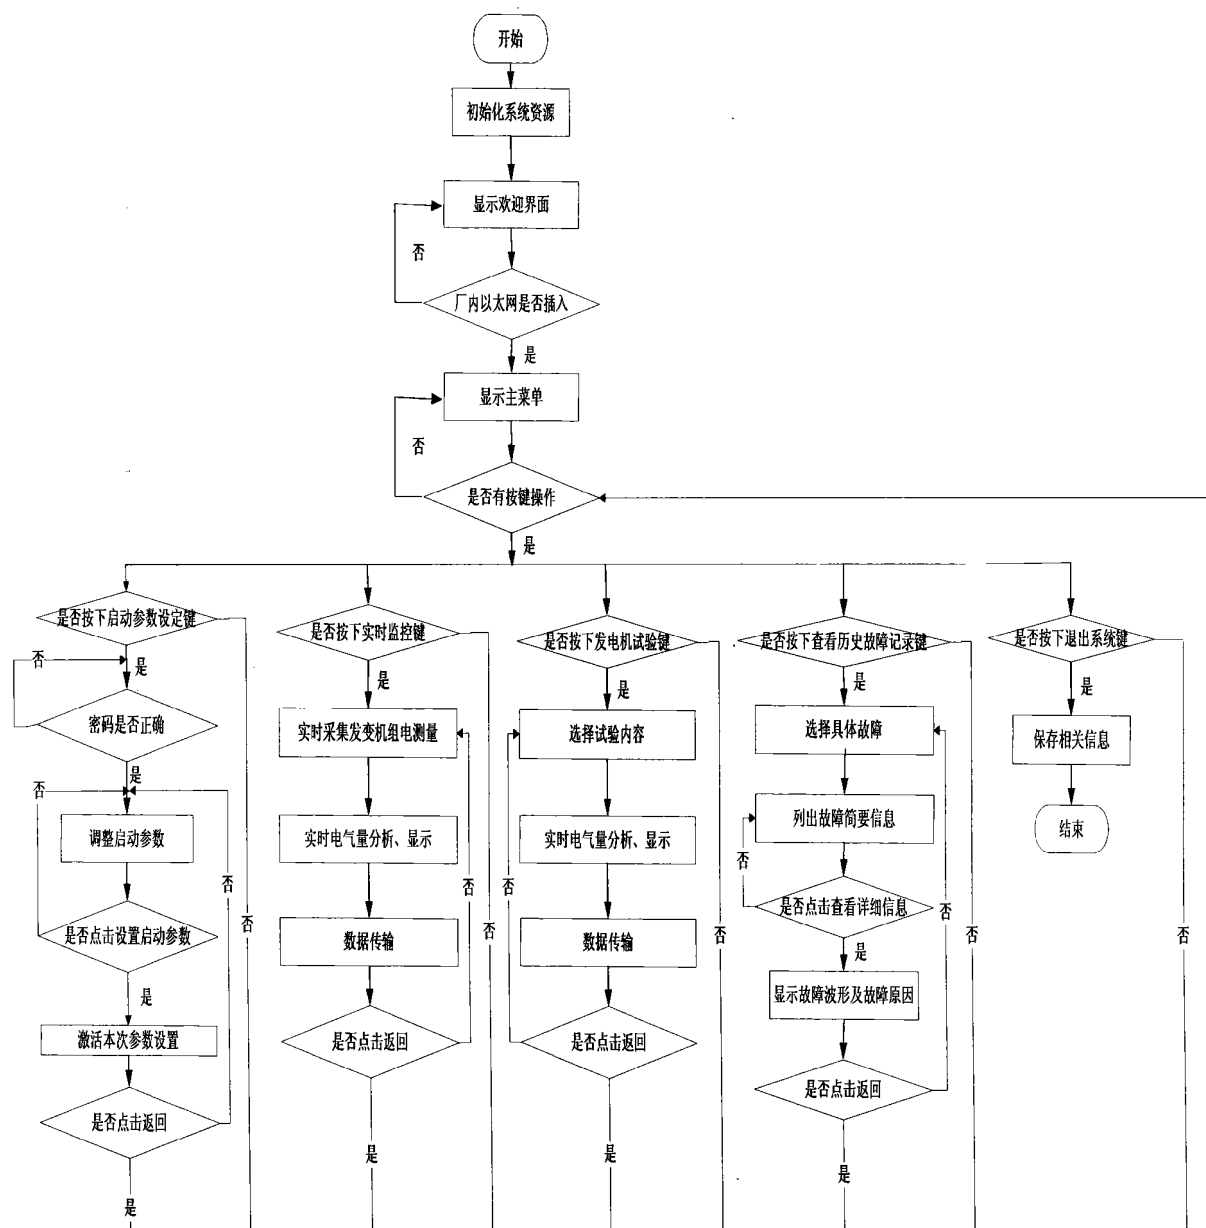 开始
初始化系统资源
显示欢迎界面
否
厂内以太网是否插入
是
显示主菜单
否
是否有按键操作
是
是否按下启动参数设定键
否
是
密码是否正确
是
否
调整启动参数
否
是否点击设置启动参数
否
是
激活本次参数设置
是否点击返回
是
是否按下实时监控键
是
实时采集发变机组电测量
实时电气量分析、显示
否
数据传输
否
是否点击返回
是
是否按下发电机试验键
是
选择试验内容
实时电气量分析、显示
否
数据传输
否
是否点击返回
是
是否按下查看历史故障记录键
是
选择具体故障
列出故障简要信息
否
是否点击查看详细信息
否
否
是
显示故障波形及故障原因
是否点击返回
是
是否按下退出系统键
是
保存相关信息
结束
否